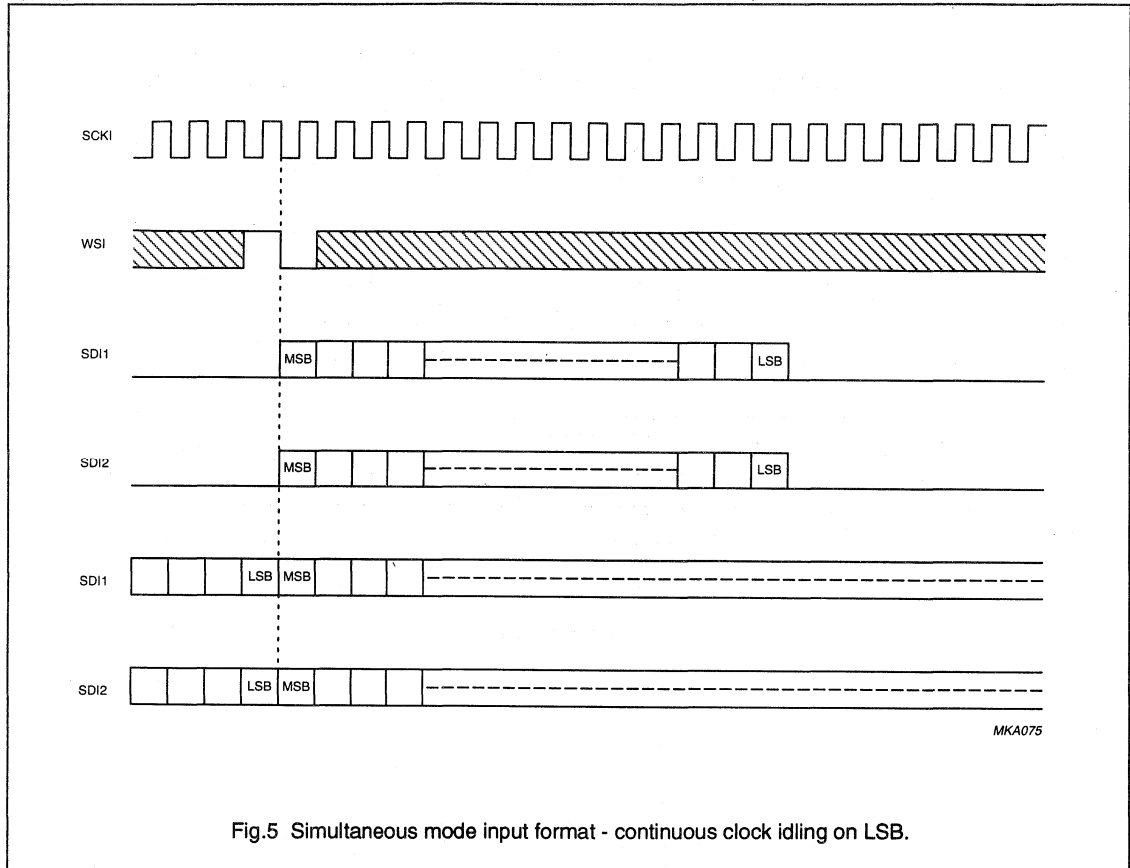 SCKI
WSI
SDI1
MSB LSB
SDI2
MSB LSB
SDI1
LSB MSB
SDI2
LSB MSB
MKA075
Fig.5 Simultaneous mode input format - continuous clock idling on LSB.